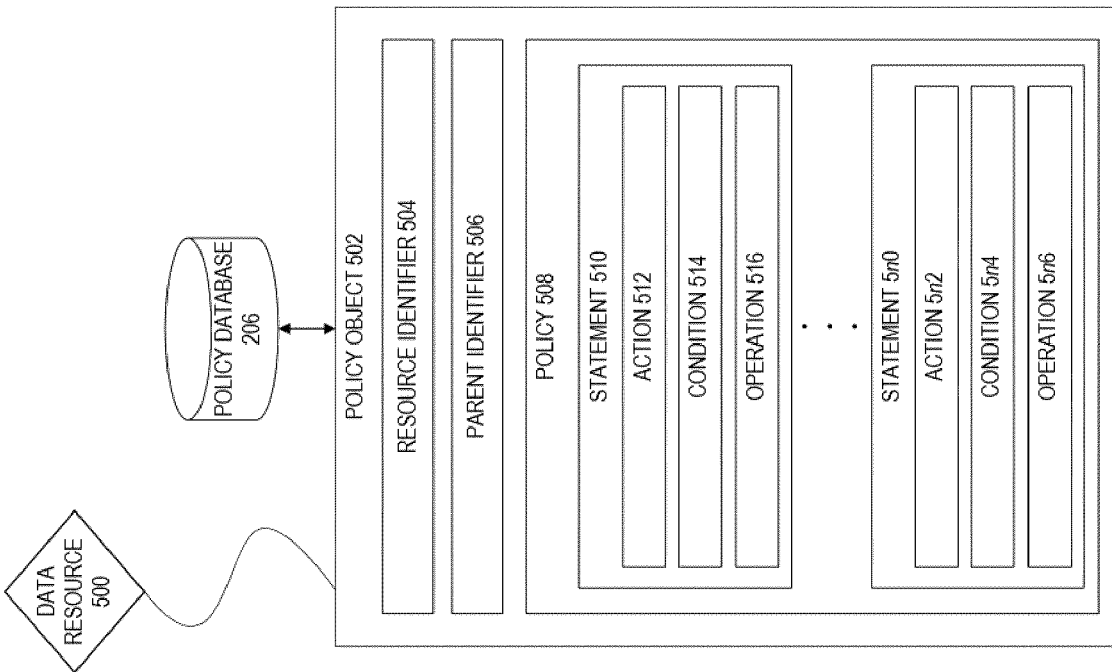 DATA
RESOURCE
500
POLICY DATABASE
206
POLICY OBJECT 502
RESOURCE IDENTIFIER 504
PARENT IDENTIFIER 506
POLICY 508
STATEMENT 510
ACTION 512
CONDITION 514
OPERATION 516
STATEMENT 5n0
ACTION 5n2
CONDITION 5n4
OPERATION 5n6